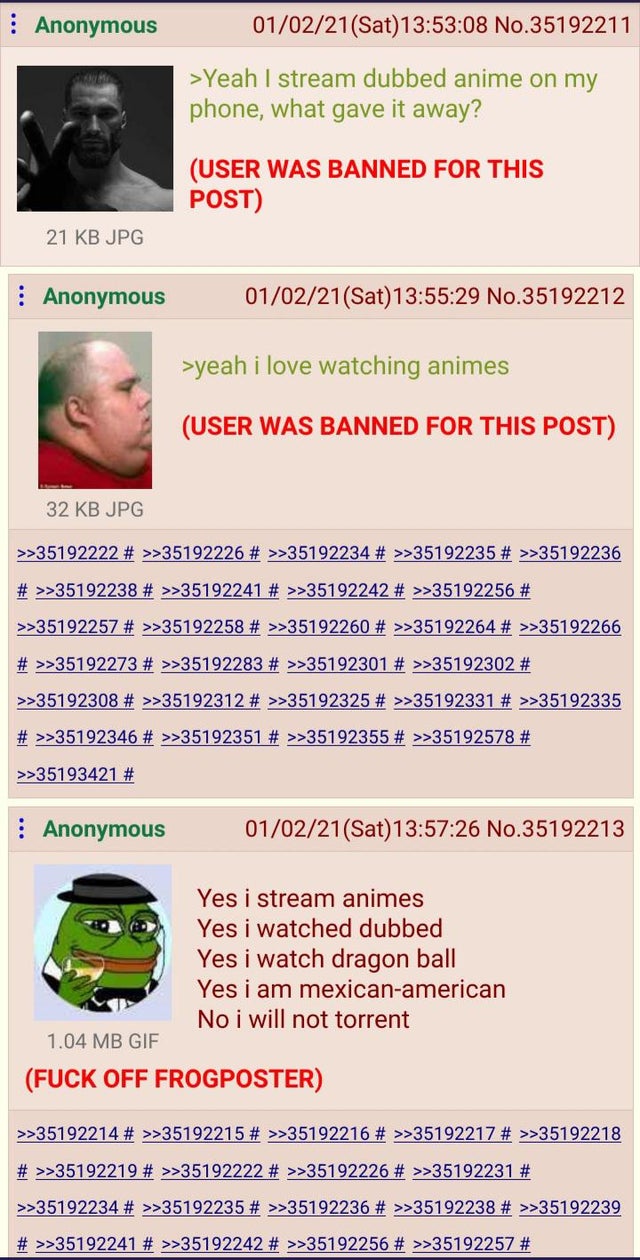 Anonymous 01/02/21(Sat)13:53:08 No.35192211
>Yeah I stream dubbed anime on my
phone, what gave it away?
(USER WAS BANNED FOR THIS
POST)
21 KB JPG
Anonymous 01/02/21(Sat)13:55:29 No.35192212
>yeah i love watching animes
(USER WAS BANNED FOR THIS POST)
32 KB JPG
>>35192222 # >>35192226 # >>35192234 # >>35192235 # >>35192236
# >>35192238 # >>35192241 # >>35192242 # >>35192256 #
>>35192257 # >>35192258 # >>35192260 # >>35192264 # >>35192266
# >>35192273 # >>35192283 # >>35192301 # >>35192302 #
>>35192308 # >>35192312 # >>35192325 # >>35192331 # >>35192335
# >>35192346 # >>35192351 # >>35192355 # >>35192578 #
>>35193421 #
Anonymous 01/02/21(Sat)13:57:26 No.35192213
Yes i stream animes
Yes i watched dubbed
Yes i watch dragon ball
Yes i am mexican-american
No i will not torrent
1.04 MB GIF
(FUCK OFF FROGPOSTER)
>>35192214 # >>35192215 # >>35192216 # >>35192217 # >>35192218
# >>35192219 # >>35192222 # >>35192226 # >>35192231 #
>>35192234 # >>35192235 # >>35192236 # >>35192238 # >>35192239
# >>35192241 # >>35192242 # >>35192256 # >>35192257 #